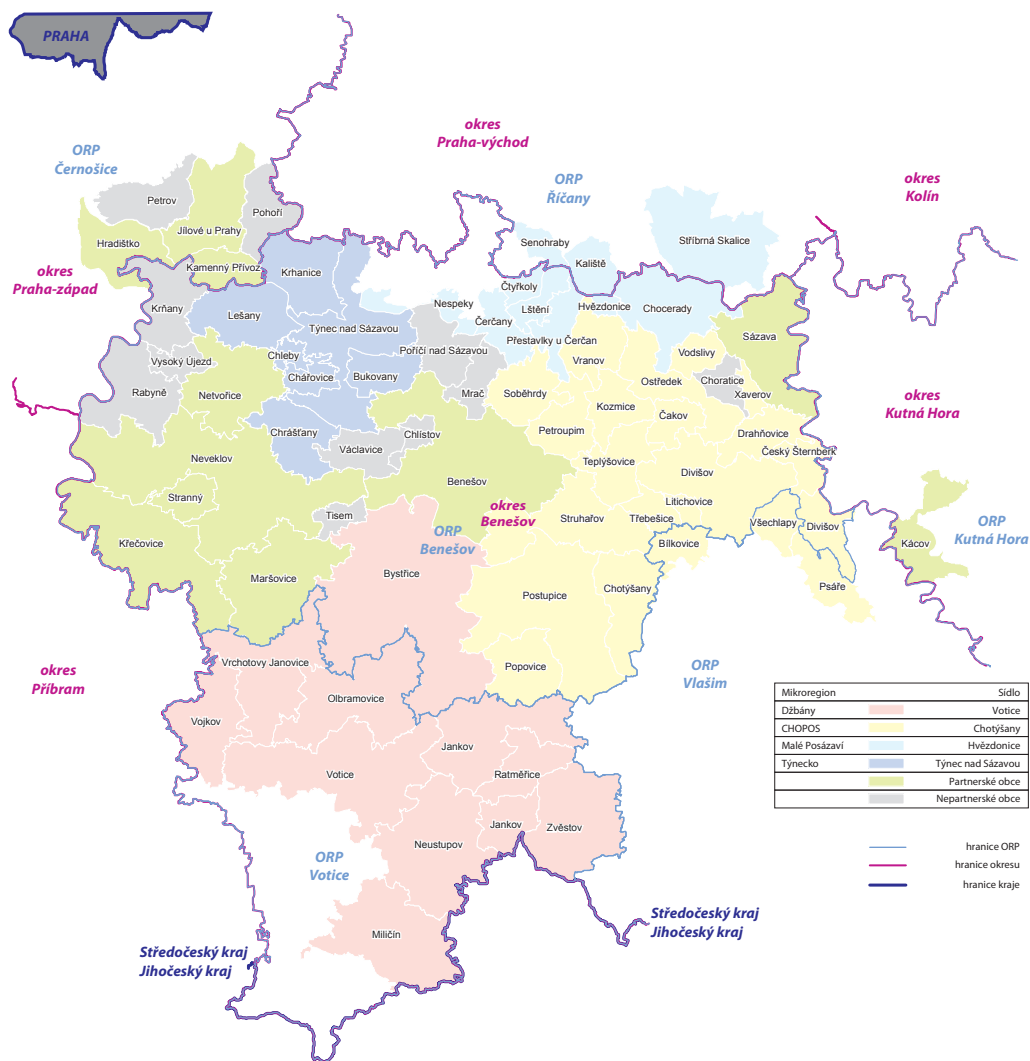 PRAHA
okres
Praha-východ
ORP
Černošice
ORP
Říčany
okres
Kolín
Petrov
Pohoří
Jílové u Prahy
Hradištko
Senohraby
Stříbrná Skalice
Kaliště
Kamenný Přívoz
Krhanice
okres
Praha-západ
Čtyřkoly
Krňany
Nespeky
Lštění
Hvězdonice
Chocerady
Lešany
Čerčany
Týnec nad Sázavou
Přestavlky u Čerčan
Sázava
Vysoký Újezd
Chleby
Poříčí nad Sázavou
Vranov
Vodslivy
Chářovice
Bukovany
Ostředek
Choratice
Rabyně
Netvořice
Mrač
Soběhrdy
Xaverov
okres
Kutná Hora
Kozmice
Čakov
Chrášťany
Chlístov
Petroupim
Drahňovice
Václavice
Český Šternberk
Neveklov
Teplýšovice
Divišov
Benešov
Stranný
Litichovice
okres
Benešov
Tisem
Struhařov
Třebešice
Všechlapy
Divišov
ORP
Kutná Hora
ORP
Benešov
Křečovice
Bílkovice
Kácov
Bystřice
Maršovice
Chotýšany
Psáře
Postupice
Vrchotovy Janovice
Popovice
ORP
Vlašim
okres
Příbram
Olbramovice
Vojkov
Jankov
Votice
Ratměřice
Jankov
Zvěstov
Neustupov
ORP
Votice
Miličín
Středočeský kraj
Jihočeský kraj
Středočeský kraj
Jihočeský kraj
Mikroregion Sídlo
Džbány Votice
CHOPOS Chotýšany
Malé Posázaví Hvězdonice
Týnecko Týnec nad Sázavou
Partnerské obce
Nepartnerské obce
hranice ORP
hranice okresu
hranice kraje